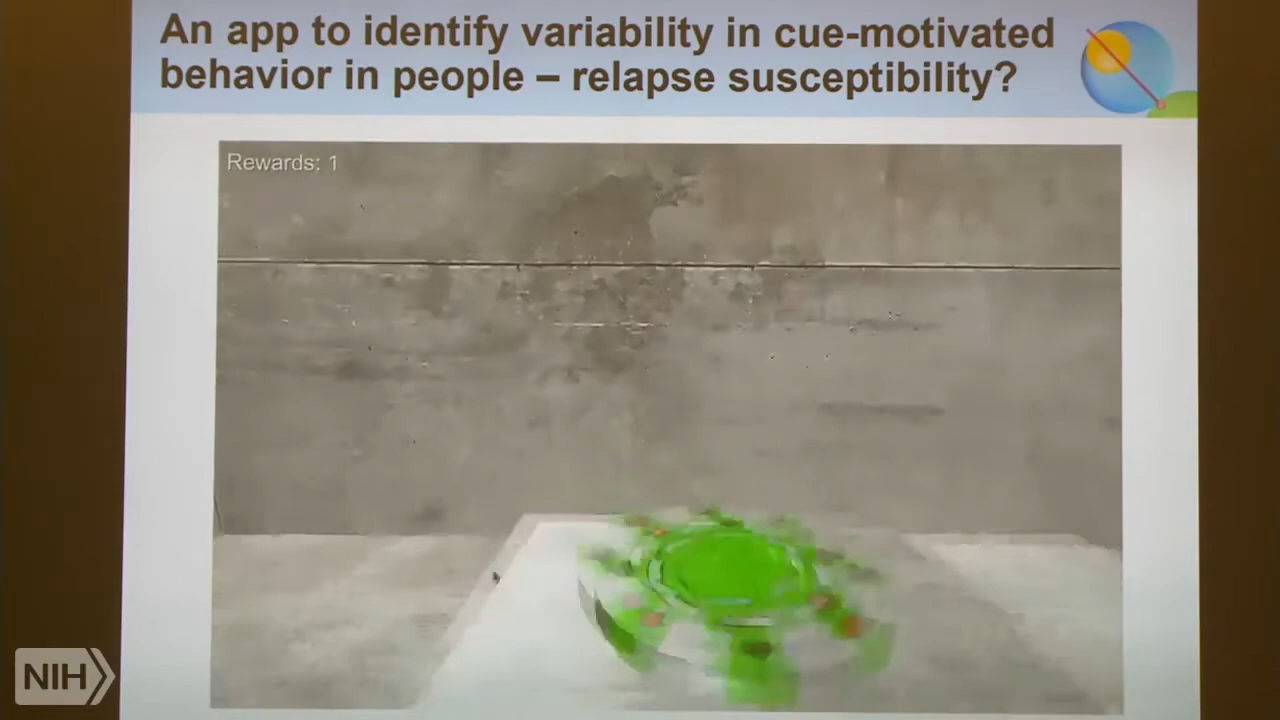 An app to identify variability in cue-motivated
behavior in people – relapse susceptibility?
Rewards: 1
NIH